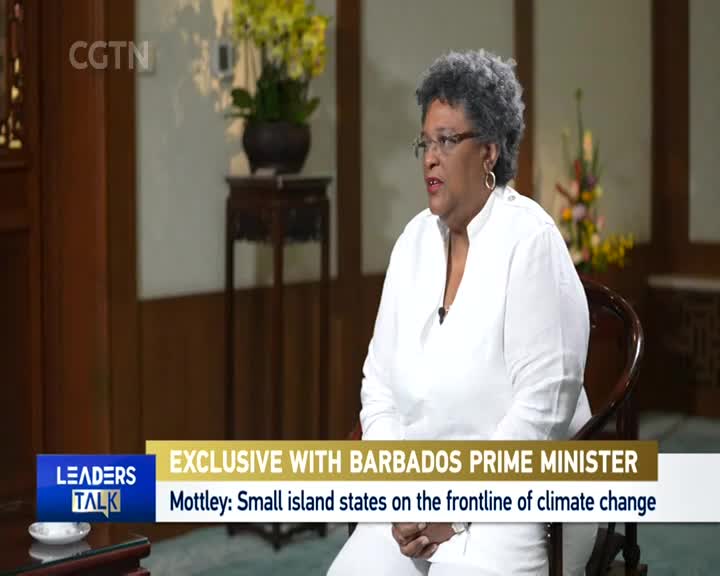 CGTN
EXCLUSIVE WITH BARBADOS PRIME MINISTER
LEADERS
TALK
Mottley: Small island states on the frontline of climate change